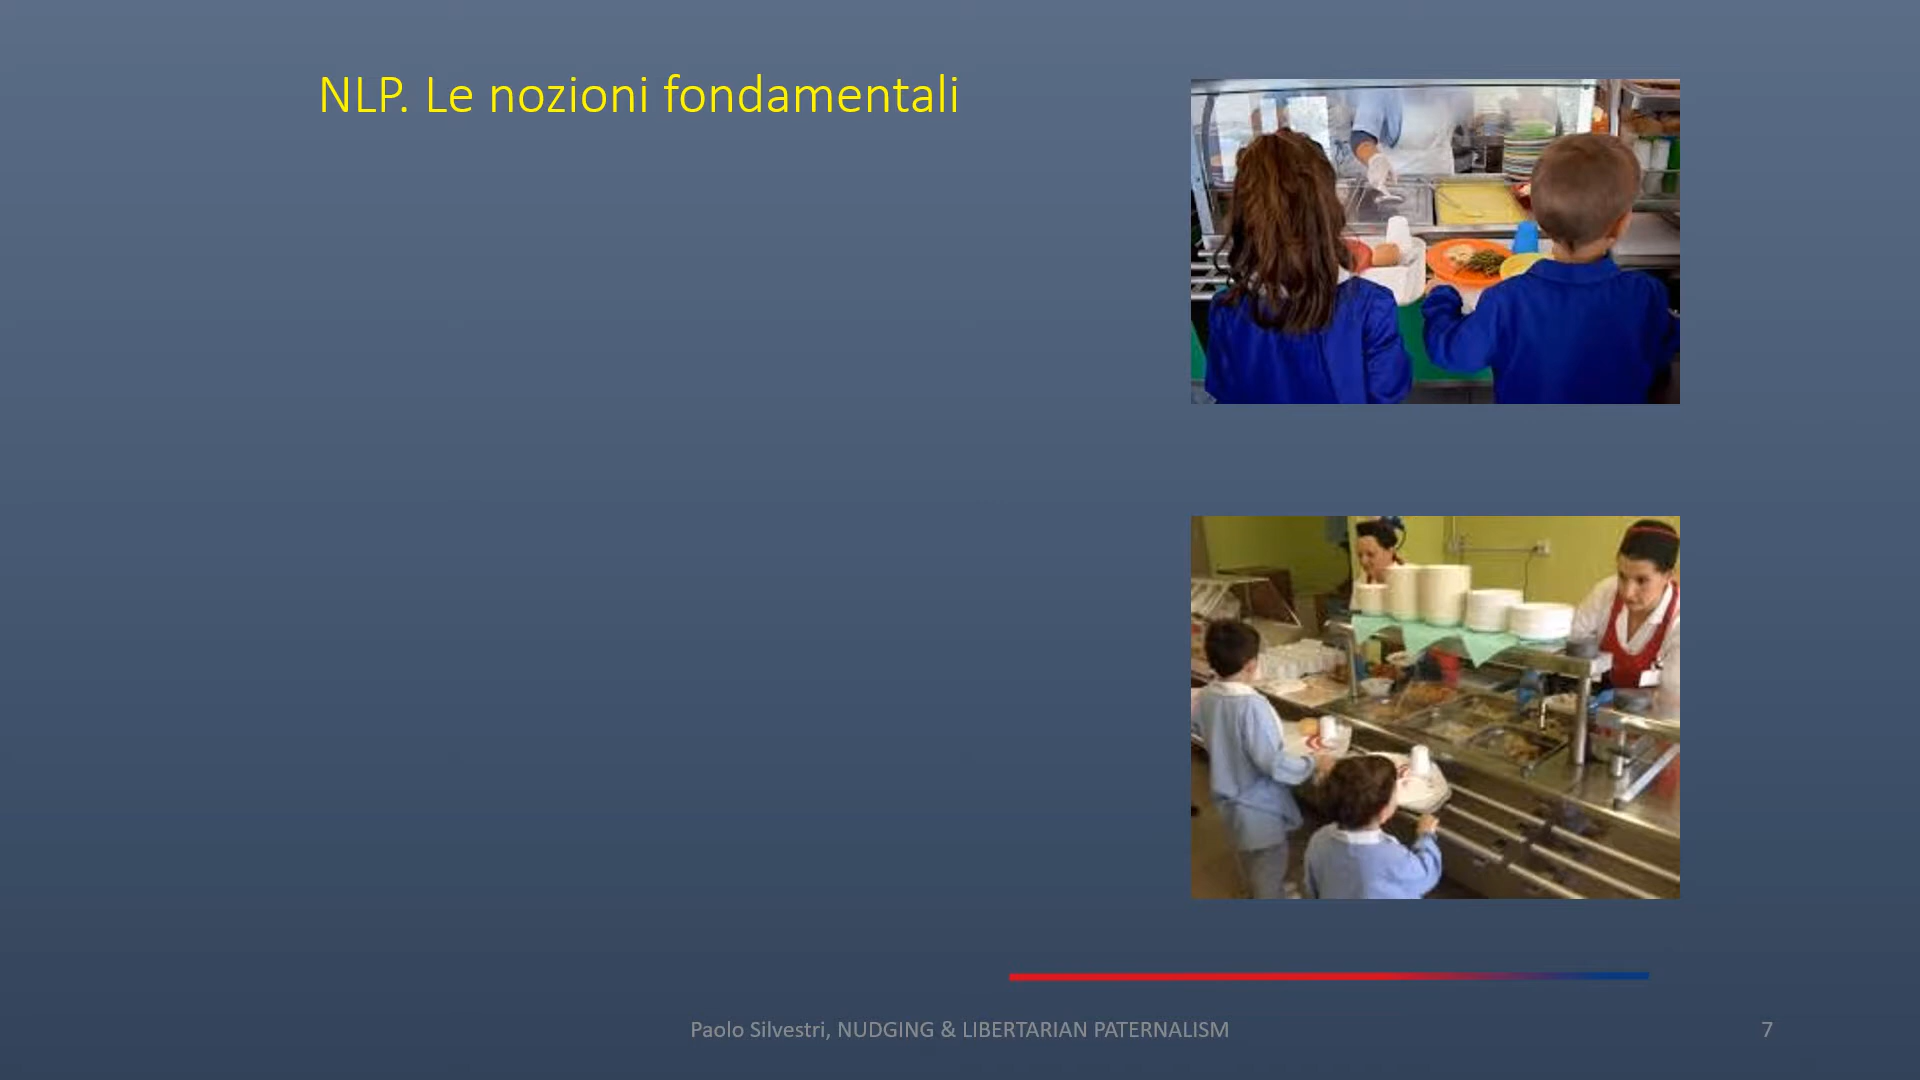 NLP. Le nozioni fondamentali
Paolo Silvestri, NUDGING & LIBERTARIAN PATERNALISM
7